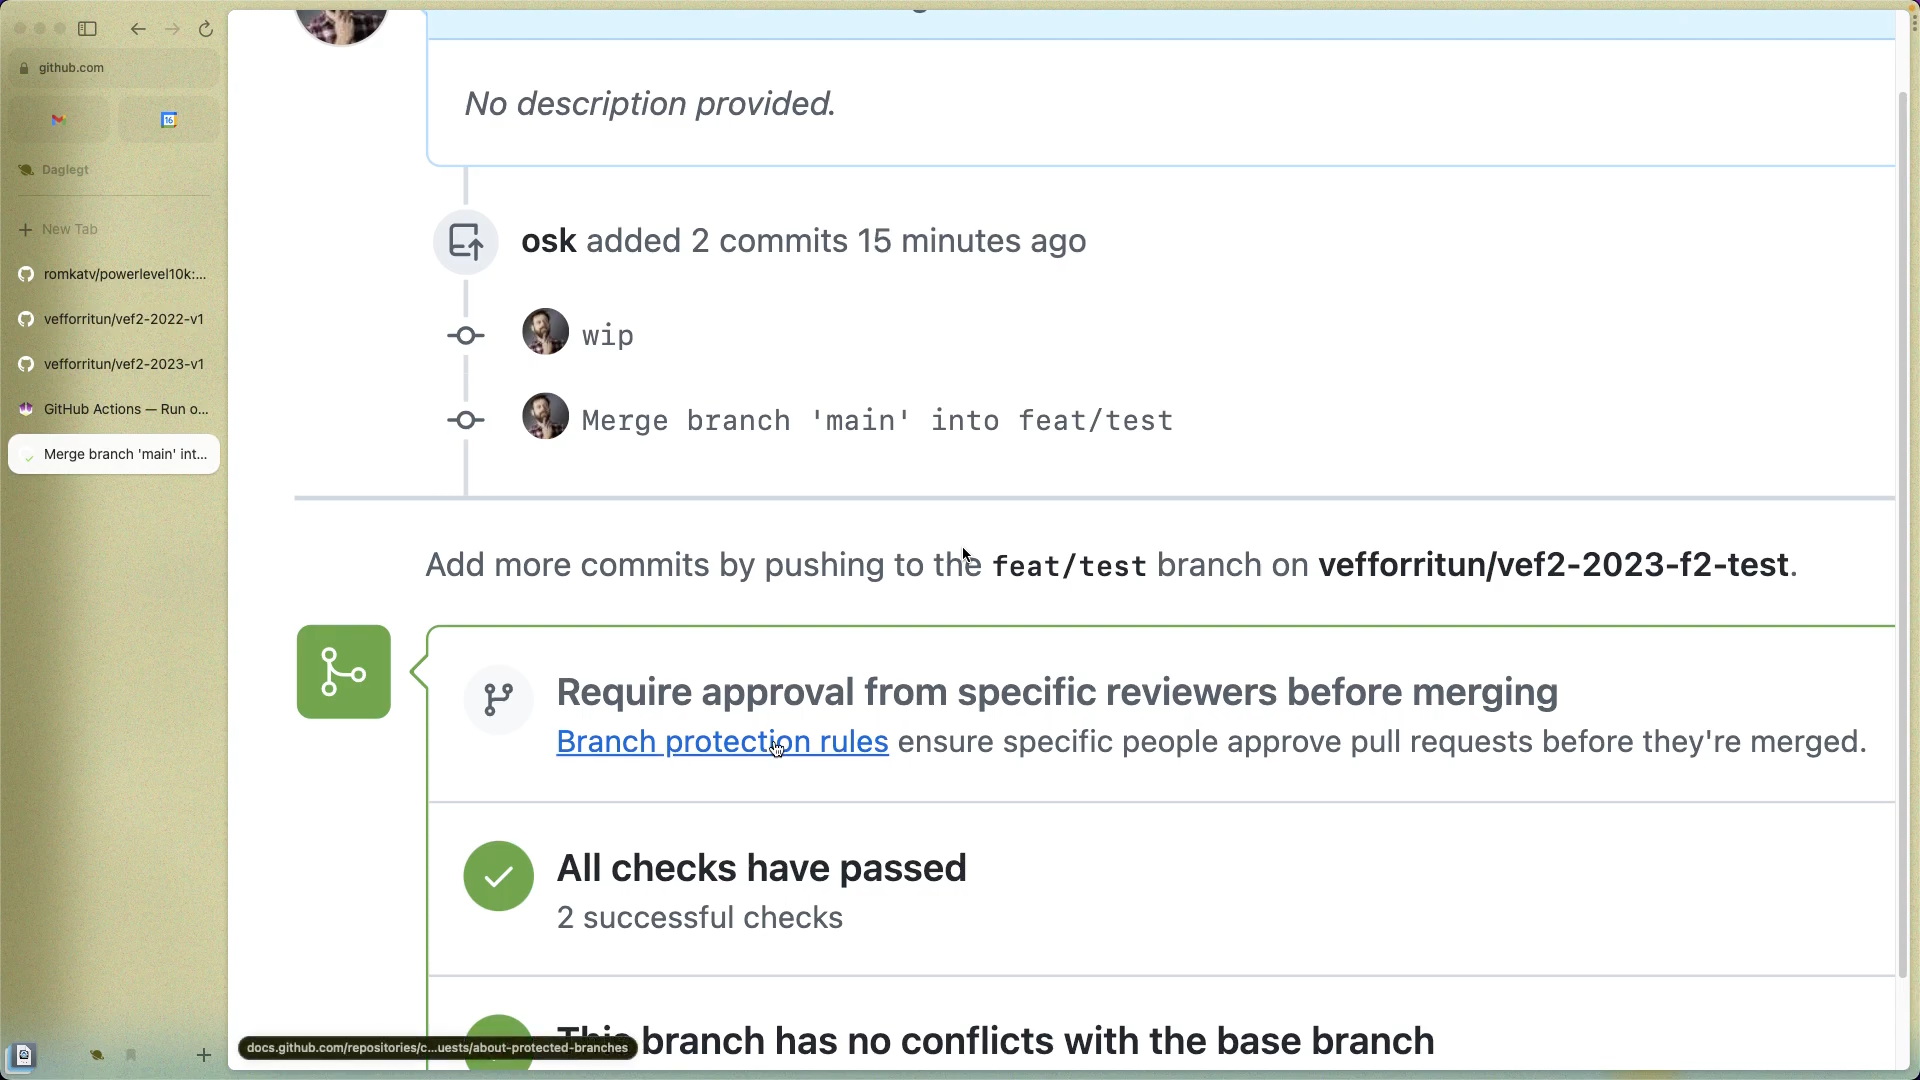 github.com
16
Daglegt
New Tab
romkatv/powerlevel10k:...
vefforritun/vef2-2022-v1
vefforritun/vef2-2023-v1
GitHub Actions — Run o...
Merge branch 'main' int...
No description provided.
osk added 2 commits 15 minutes ago
wip
Merge branch 'main' into feat/test
Add more commits by pushing to the feat/test branch on vefforritun/vef2-2023-f2-test.
Require approval from specific reviewers before merging
Branch protection rules ensure specific people approve pull requests before they're merged.
All checks have passed
2 successful checks
This branch has no conflicts with the base branch
docs.github.com/repositories/c...uests/about-protected-branches